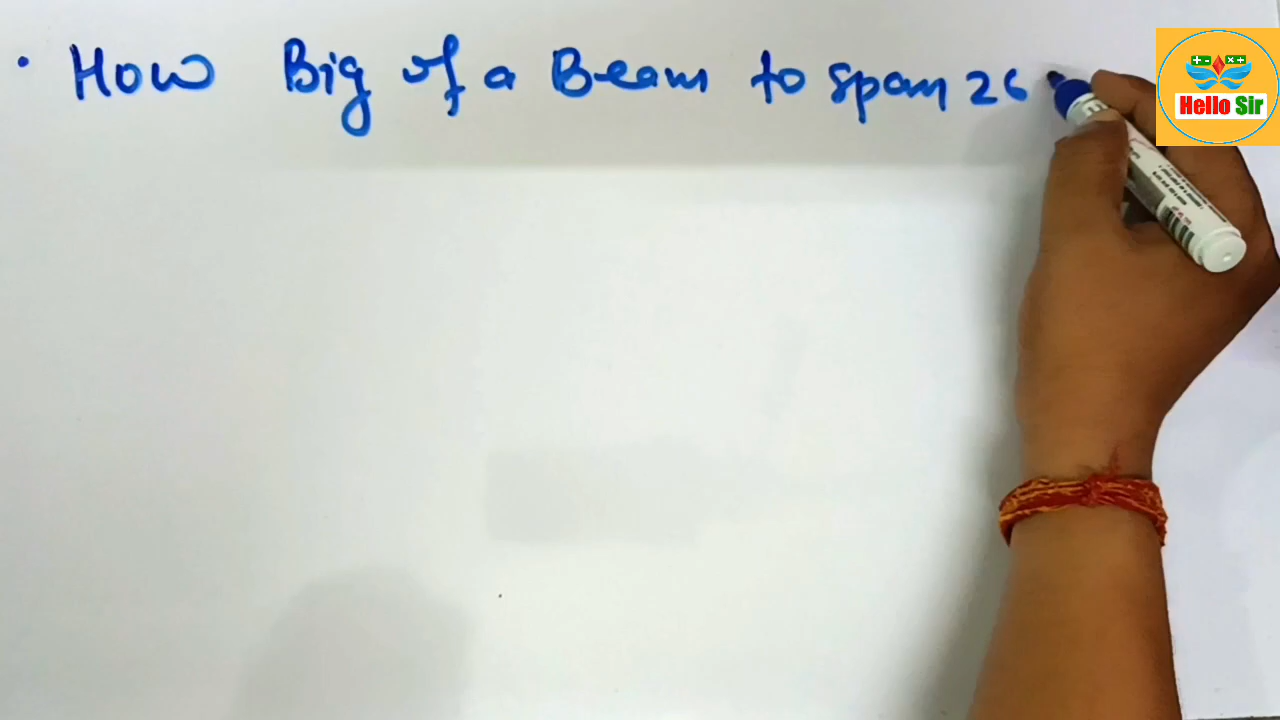 • How Big of a Beam to span 26
+ - × ÷
Hello Sir